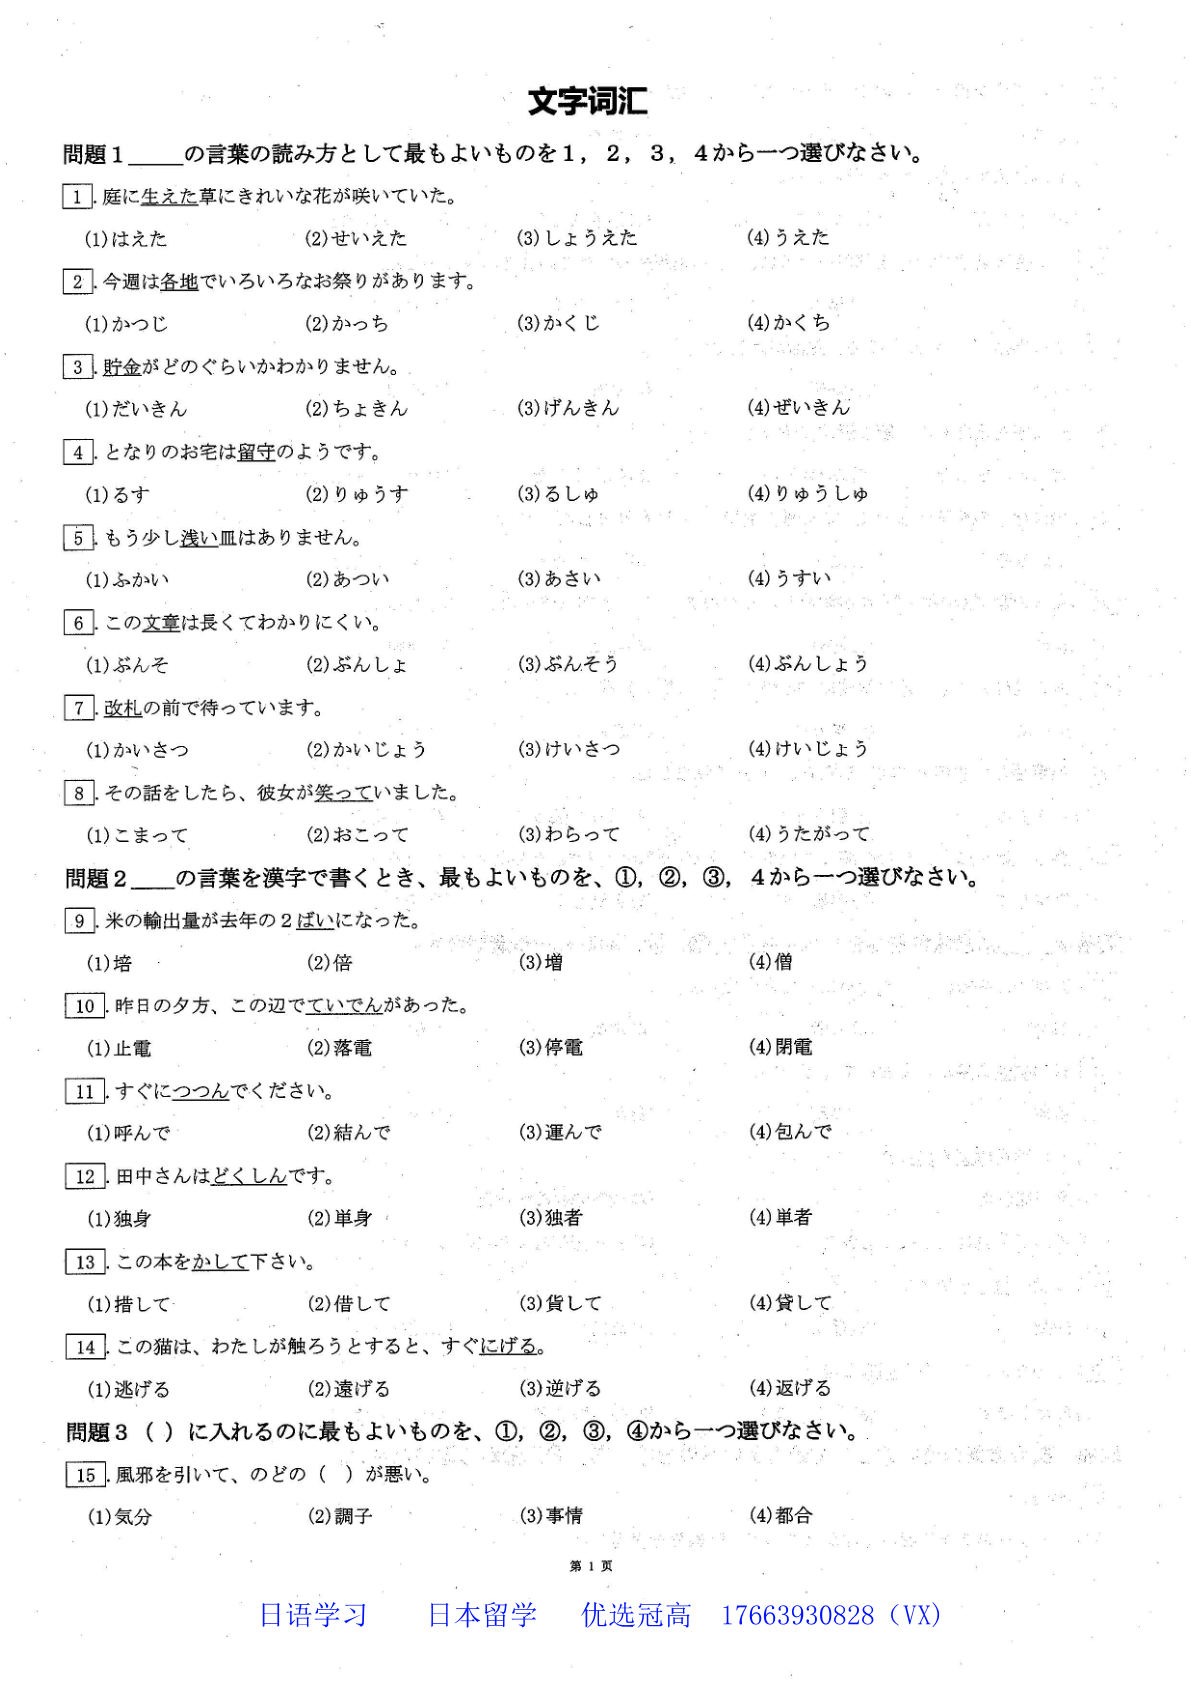 文字词汇
問題１_____の言葉の読み方として最もよいものを１，２，３，４から一つ選びなさい。
1.庭に生えた草にきれいな花が咲いていた。
(1)はえた (2)せいえた (3)しょうえた (4)うえた
2.今週は各地でいろいろなお祭りがあります。
(1)かつじ (2)かっち (3)かくじ (4)かくち
3.貯金がどのぐらいかわかりません。
(1)だいきん (2)ちょきん (3)げんきん (4)ぜいきん
4.となりのお宅は留守のようです。
(1)るす (2)りゅうす (3)るしゅ (4)りゅうしゅ
5.もう少し浅い皿はありません。
(1)ふかい (2)あつい (3)あさい (4)うすい
6.この文章は長くてわかりにくい。
(1)ぶんそ (2)ぶんしょ (3)ぶんそう (4)ぶんしょう
7.改札の前で待っています。
(1)かいさつ (2)かいじょう (3)けいさつ (4)けいじょう
8.その話をしたら、彼女が笑っていました。
(1)こまって (2)おこって (3)わらって (4)うたがって
問題２____の言葉を漢字で書くとき、最もよいものを、①，②，③，４から一つ選びなさい。
9.米の輸出量が去年の２ばいになった。
(1)培 (2)倍 (3)増 (4)僧
10.昨日の夕方、この辺でていでんがあった。
(1)止電 (2)落電 (3)停電 (4)閉電
11.すぐにつつんでください。
(1)呼んで (2)結んで (3)運んで (4)包んで
12.田中さんはどくしんです。
(1)独身 (2)単身 (3)独者 (4)単者
13.この本をかして下さい。
(1)措して (2)借して (3)貨して (4)貸して
14.この猫は、わたしが触ろうとすると、すぐにげる。
(1)逃げる (2)遠げる (3)逆げる (4)返げる
問題３（ ）に入れるのに最もよいものを、①，②，③，④から一つ選びなさい。
15.風邪を引いて、のどの（ ）が悪い。
(1)気分 (2)調子 (3)事情 (4)都合
第 1 页
日语学习 日本留学 优选冠高 17663930828（VX）